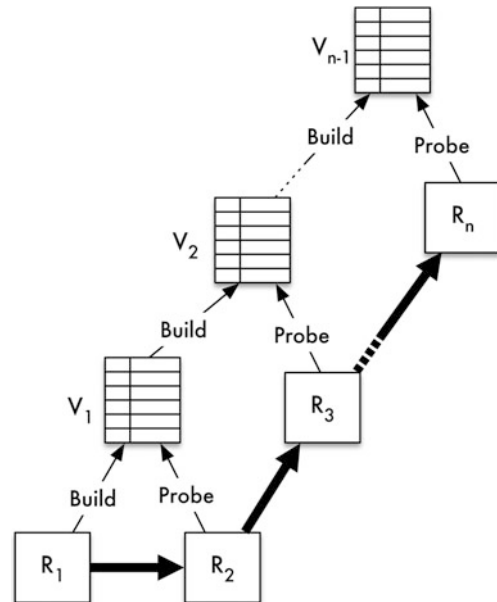 Vn-1
Build
Probe
Rn
V2
Build
Probe
R3
V1
Build
Probe
R1
R2